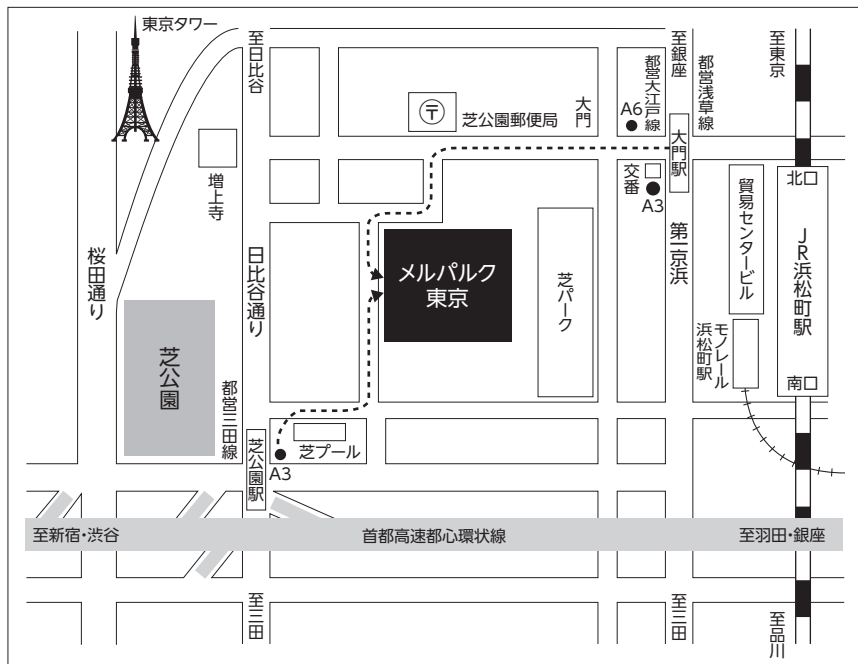 東京タワー
至日比谷
至銀座
至東京
都営大江戸線
都営浅草線
A6
大門
〒
芝公園郵便局
大門駅
増上寺
交番
A3
北口
貿易センタービル
JR浜松町駅
第一京浜
桜田通り
日比谷通り
メルパルク
東京
芝パーク
芝公園
モノレール
浜松町駅
南口
都営三田線
芝公園駅
芝プール
A3
至新宿・渋谷
首都高速都心環状線
至羽田・銀座
至三田
至三田
至品川